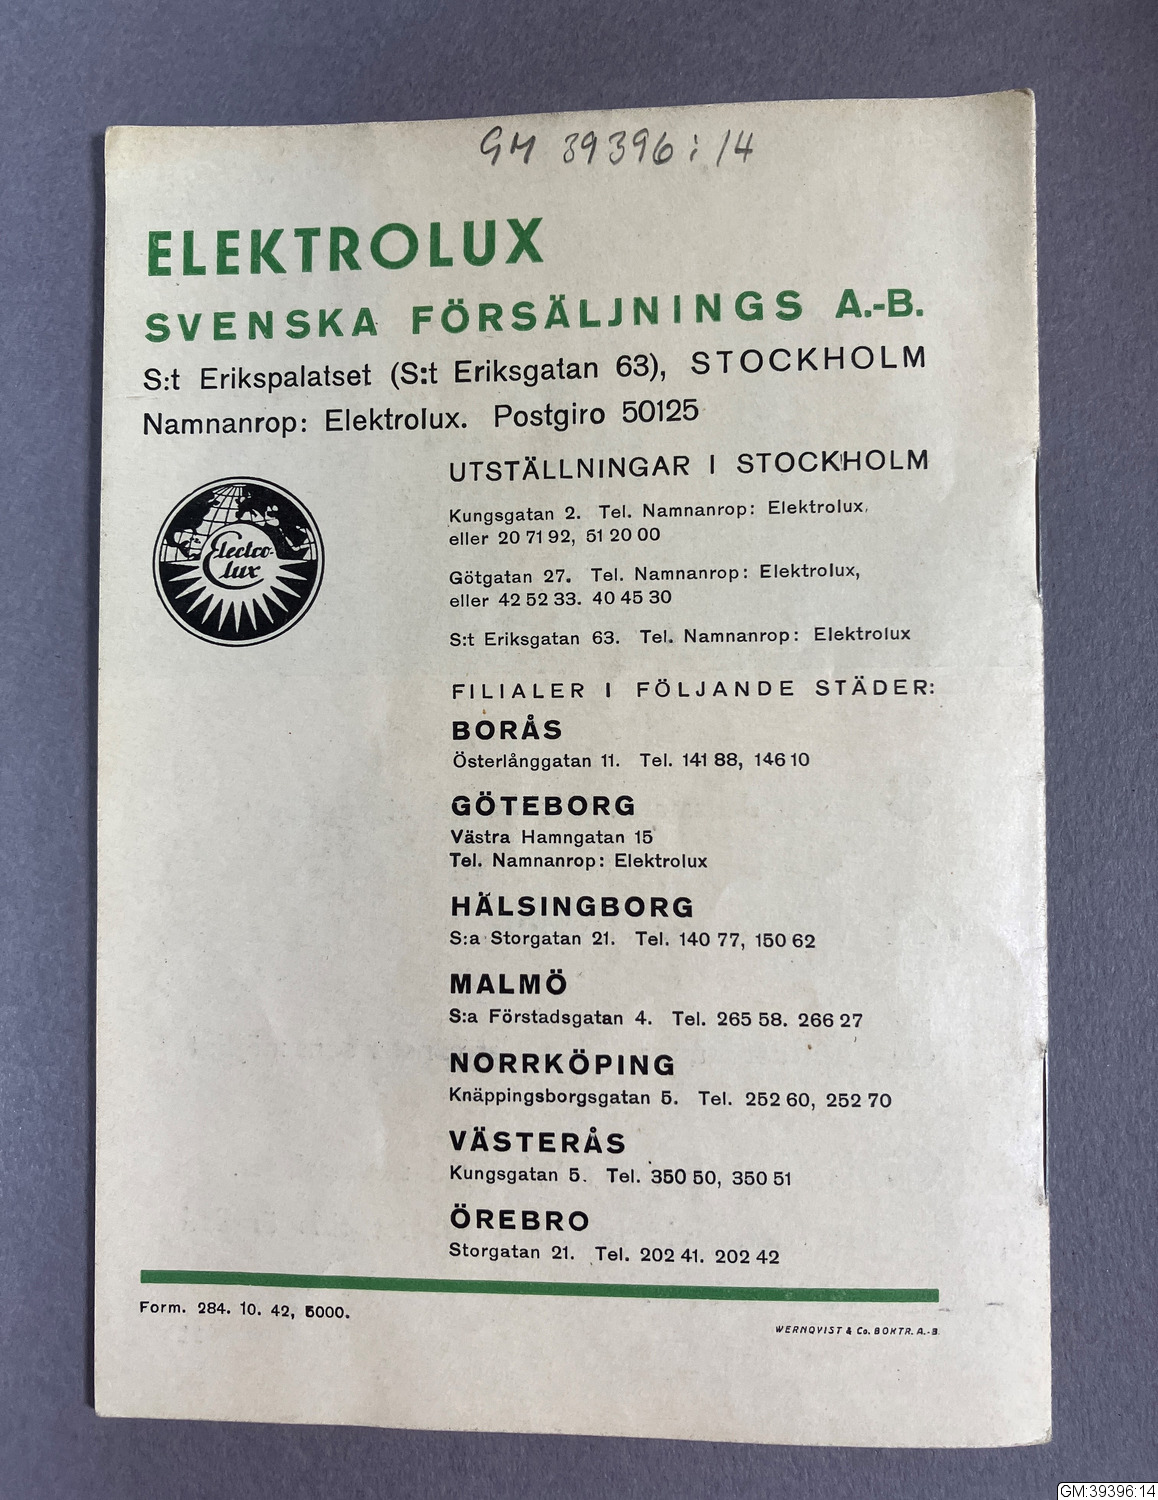 GM 39396:14
ELEKTROLUX
SVENSKA FÖRSÄLJNINGS A.-B.
S:t Erikspalatset (S:t Eriksgatan 63), STOCKHOLM
Namnanrop: Elektrolux. Postgiro 50125
Electro-
lux
UTSTÄLLNINGAR I STOCKHOLM
Kungsgatan 2. Tel. Namnanrop: Elektrolux,
eller 20 71 92, 51 20 00
Götgatan 27. Tel. Namnanrop: Elektrolux,
eller 42 52 33. 40 45 30
S:t Eriksgatan 63. Tel. Namnanrop: Elektrolux
FILIALER I FÖLJANDE STÄDER:
BORÅS
Österlånggatan 11. Tel. 141 88, 146 10
GÖTEBORG
Västra Hamngatan 15
Tel. Namnanrop: Elektrolux
HÄLSINGBORG
S:a Storgatan 21. Tel. 140 77, 150 62
MALMÖ
S:a Förstadsgatan 4. Tel. 265 58. 266 27
NORRKÖPING
Knäppingsborgsgatan 5. Tel. 252 60, 252 70
VÄSTERÅS
Kungsgatan 5. Tel. 350 50, 350 51
ÖREBRO
Storgatan 21. Tel. 202 41. 202 42
Form. 284. 10. 42, 5000.
WERNQVIST & Co. BOKTR. A.-B.
GM:39396:14